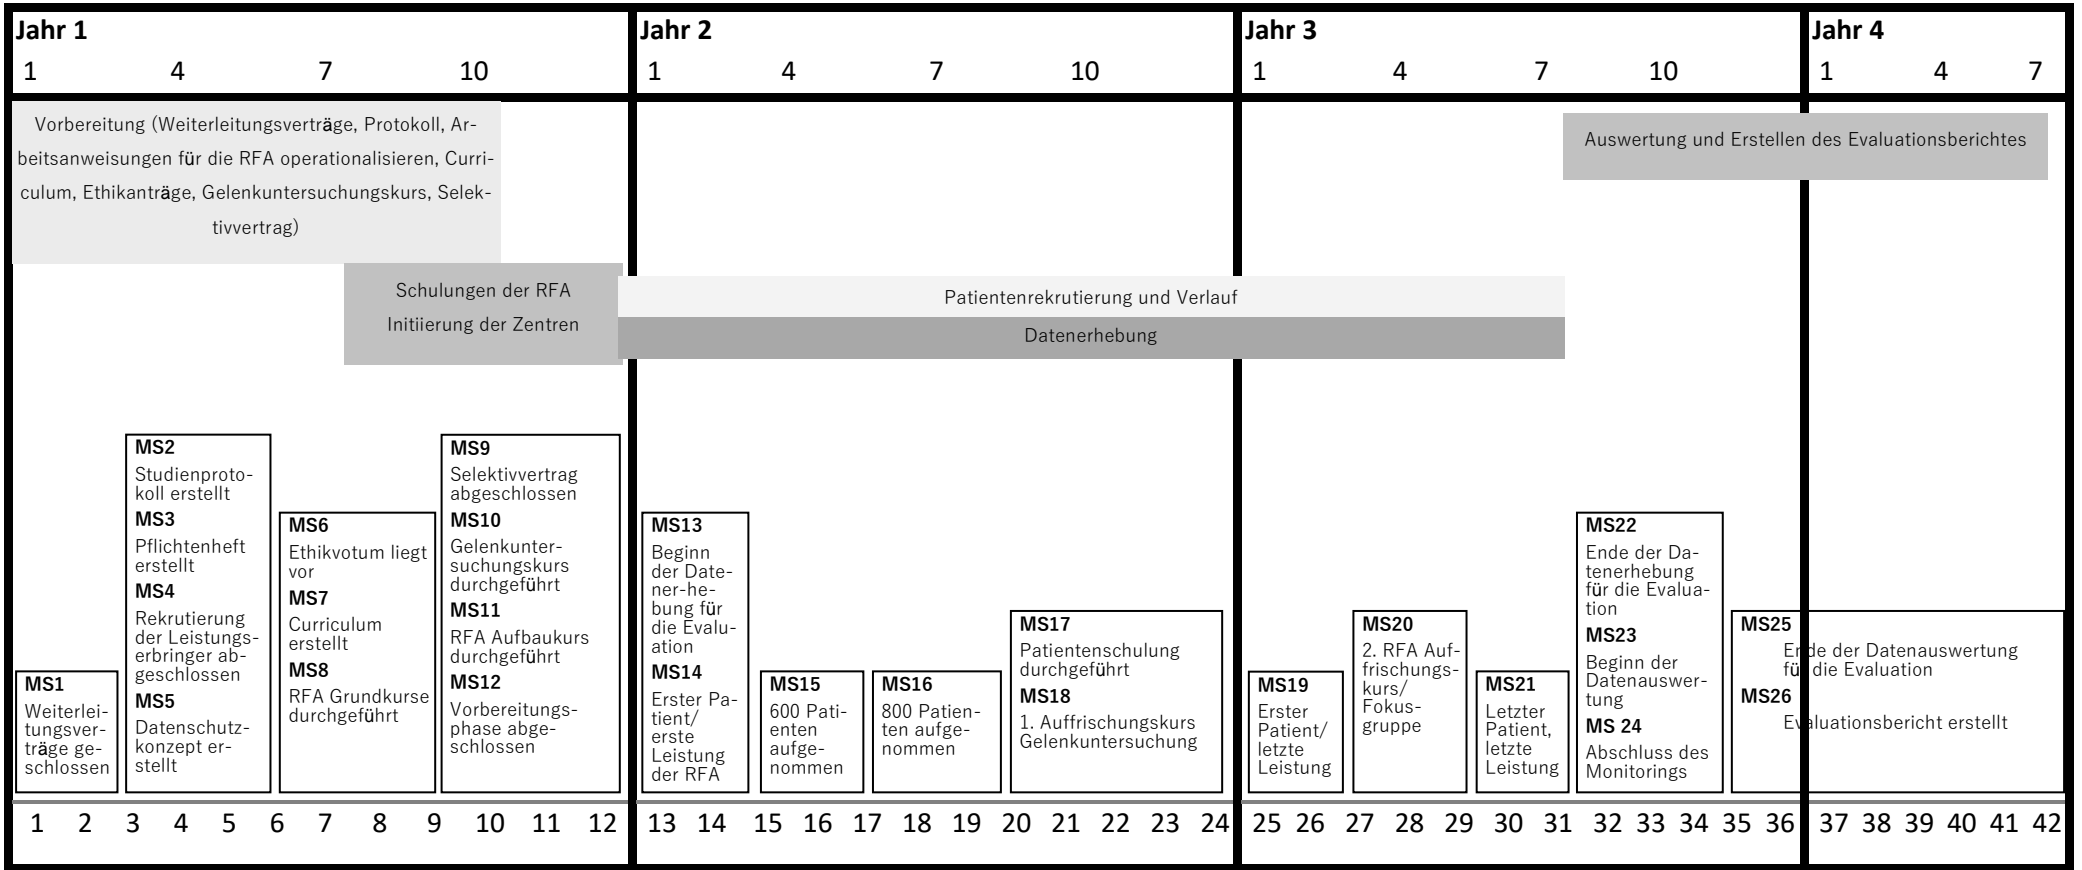 Jahr 1
1 4 7 10
Jahr 2
1 4 7 10
Jahr 3
1 4 7 10
Jahr 4
1 4 7
Vorbereitung (Weiterleitungsverträge, Protokoll, Ar-
beitsanweisungen für die RFA operationalisieren, Curri-
culum, Ethikanträge, Gelenkuntersuchungskurs, Selek-
tivvertrag)
Auswertung und Erstellen des Evaluationsberichtes
Schulungen der RFA
Initiierung der Zentren
Patientenrekrutierung und Verlauf
Datenerhebung
MS1
Weiterlei-
tungsver-
träge ge-
schlossen
MS2
Studienproto-
koll erstellt
MS3
Pflichtenheft
erstellt
MS4
Rekrutierung
der Leistungs-
erbringer ab-
geschlossen
MS5
Datenschutz-
konzept er-
stellt
MS6
Ethikvotum liegt
vor
MS7
Curriculum
erstellt
MS8
RFA Grundkurse
durchgeführt
MS9
Selektivvertrag
abgeschlossen
MS10
Gelenkunter-
suchungskurs
durchgeführt
MS11
RFA Aufbaukurs
durchgeführt
MS12
Vorbereitungs-
phase abge-
schlossen
MS13
Beginn
der Date-
ner-he-
bung für
die Evalu-
ation
MS14
Erster Pa-
tient/
erste
Leistung
der RFA
MS15
600 Pati-
enten
aufge-
nommen
MS16
800 Patien-
ten aufge-
nommen
MS17
Patientenschulung
durchgeführt
MS18
1. Auffrischungskurs
Gelenkuntersuchung
MS19
Erster
Patient/
letzte
Leistung
MS20
2. RFA Auf-
frischungs-
kurs/
Fokus-
gruppe
MS21
Letzter
Patient,
letzte
Leistung
MS22
Ende der Da-
tenerhebung
für die Evalua-
tion
MS23
Beginn der
Datenauswer-
tung
MS 24
Abschluss des
Monitorings
MS25
Ende der Datenauswertung
für die Evaluation
MS26
Evaluationsbericht erstellt
1 2 3 4 5 6 7 8 9 10 11 12 13 14 15 16 17 18 19 20 21 22 23 24 25 26 27 28 29 30 31 32 33 34 35 36 37 38 39 40 41 42